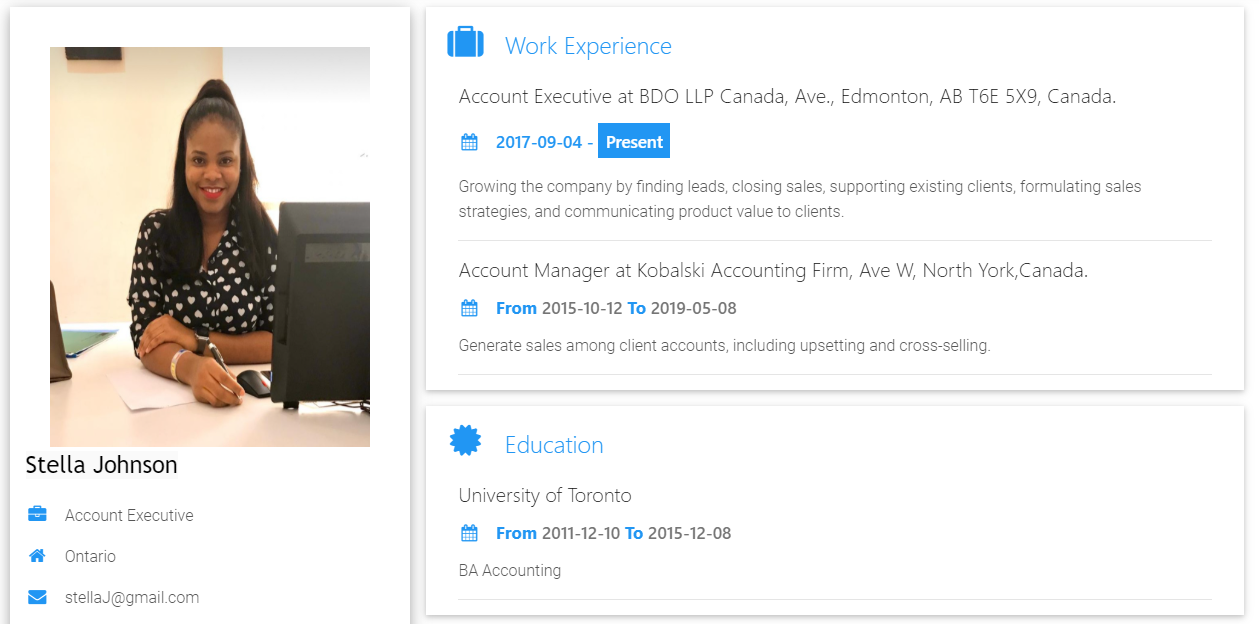 Stella Johnson
Account Executive
Ontario
stellaJ@gmail.com
Work Experience
Account Executive at BDO LLP Canada, Ave., Edmonton, AB T6E 5X9, Canada.
2017-09-04 - Present
Growing the company by finding leads, closing sales, supporting existing clients, formulating sales
strategies, and communicating product value to clients.
Account Manager at Kobalski Accounting Firm, Ave W, North York,Canada.
From 2015-10-12 To 2019-05-08
Generate sales among client accounts, including upsetting and cross-selling.
Education
University of Toronto
From 2011-12-10 To 2015-12-08
BA Accounting